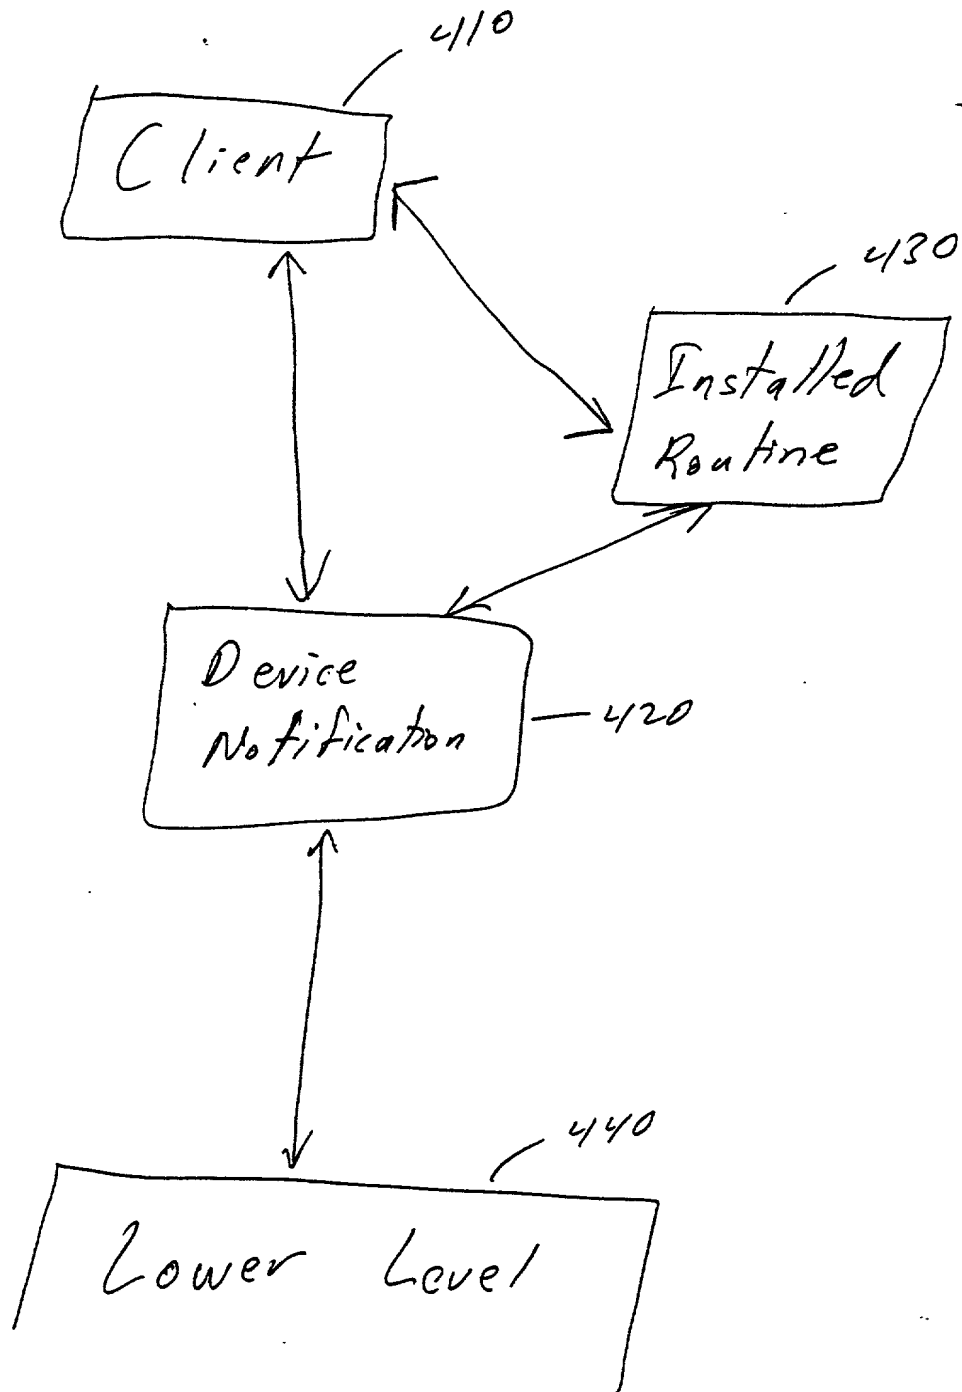 410
Client
430
Installed
Routine
Device
Notification
420
440
Lower Level